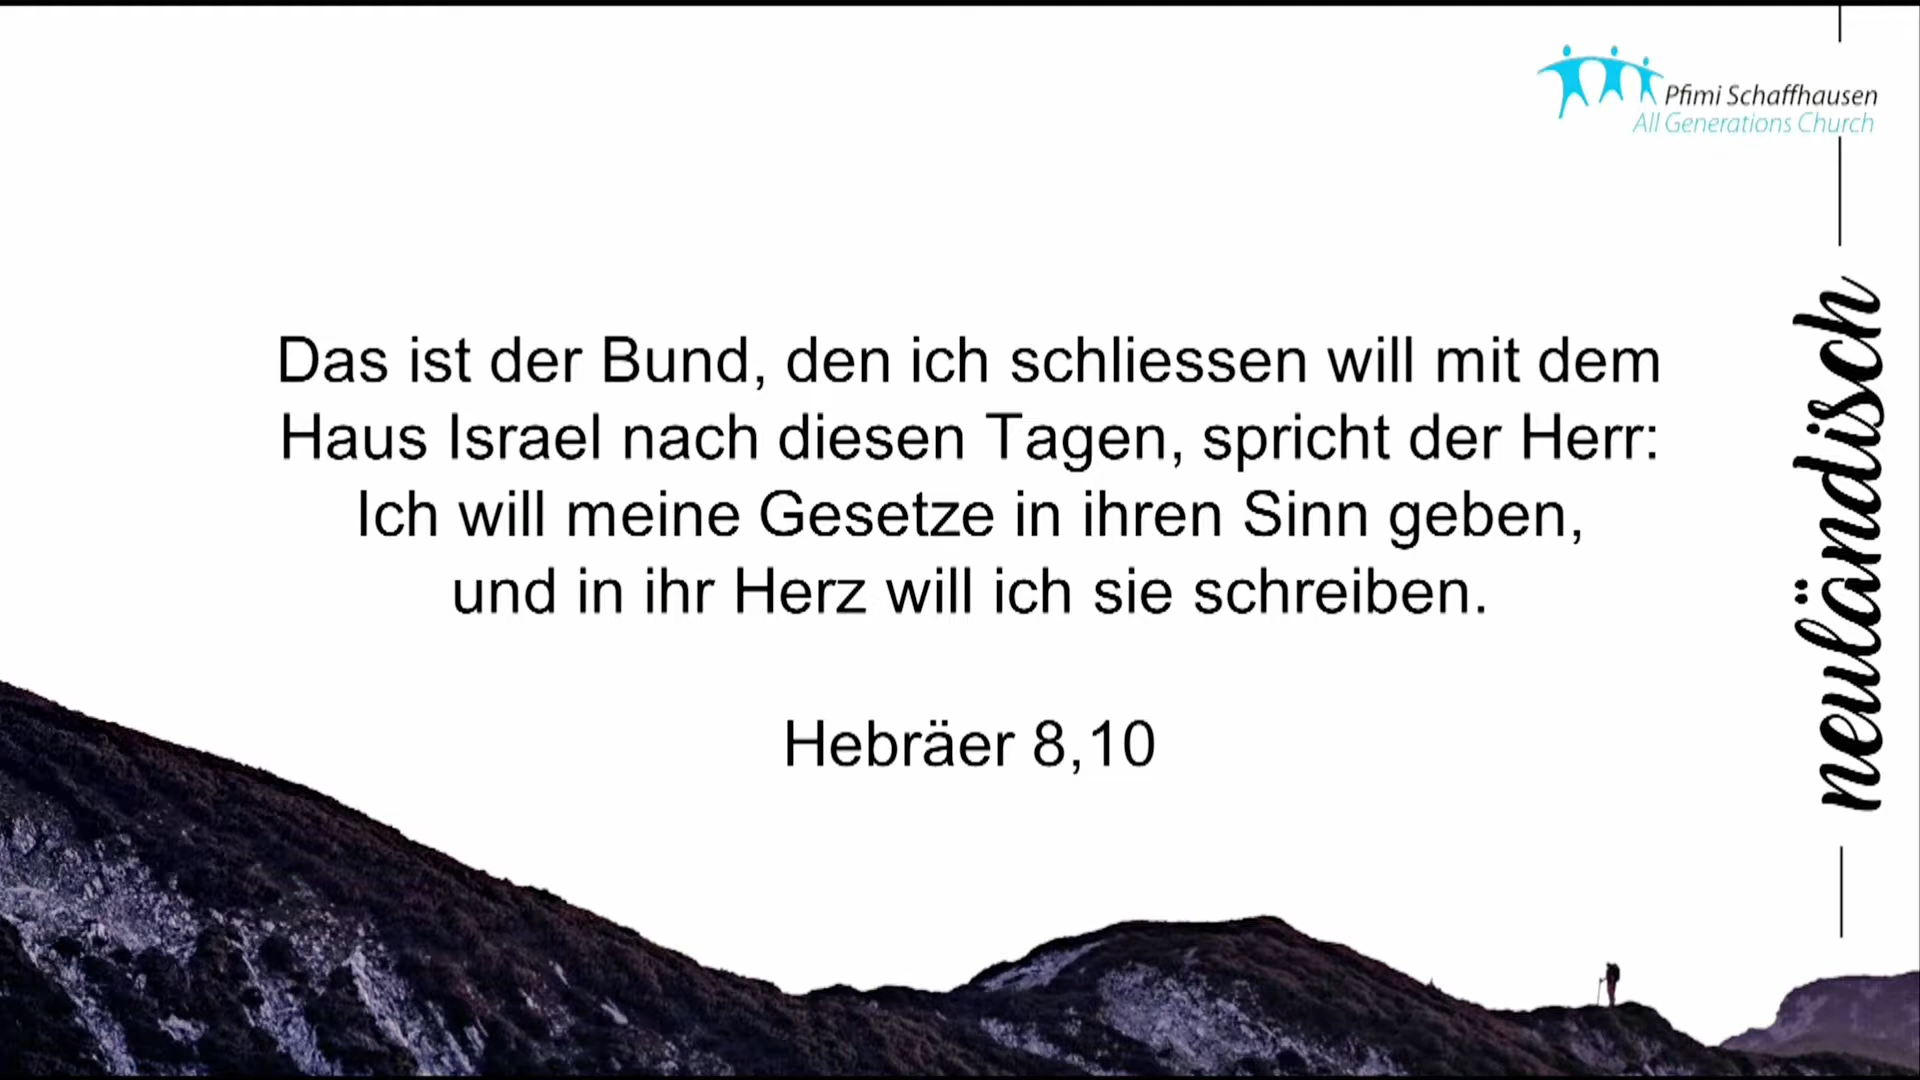 Pfimi Schaffhausen
All Generations Church
Das ist der Bund, den ich schliessen will mit dem
Haus Israel nach diesen Tagen, spricht der Herr:
Ich will meine Gesetze in ihren Sinn geben,
und in ihr Herz will ich sie schreiben.
Hebräer 8,10
neuländisch